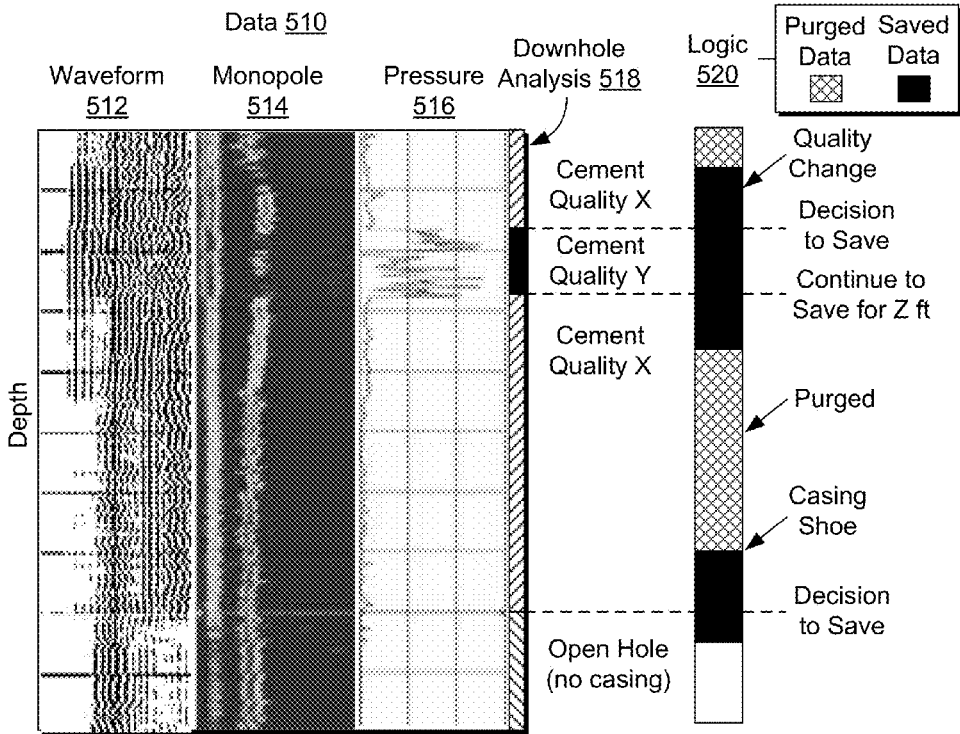 Data 510
Waveform
512
Monopole
514
Pressure
516
Downhole
Analysis 518
Logic
520
Purged
Data
Saved
Data
Depth
Cement
Quality X
Cement
Quality Y
Cement
Quality X
Open Hole
(no casing)
Quality
Change
Decision
to Save
Continue to
Save for Z ft
Purged
Casing
Shoe
Decision
to Save